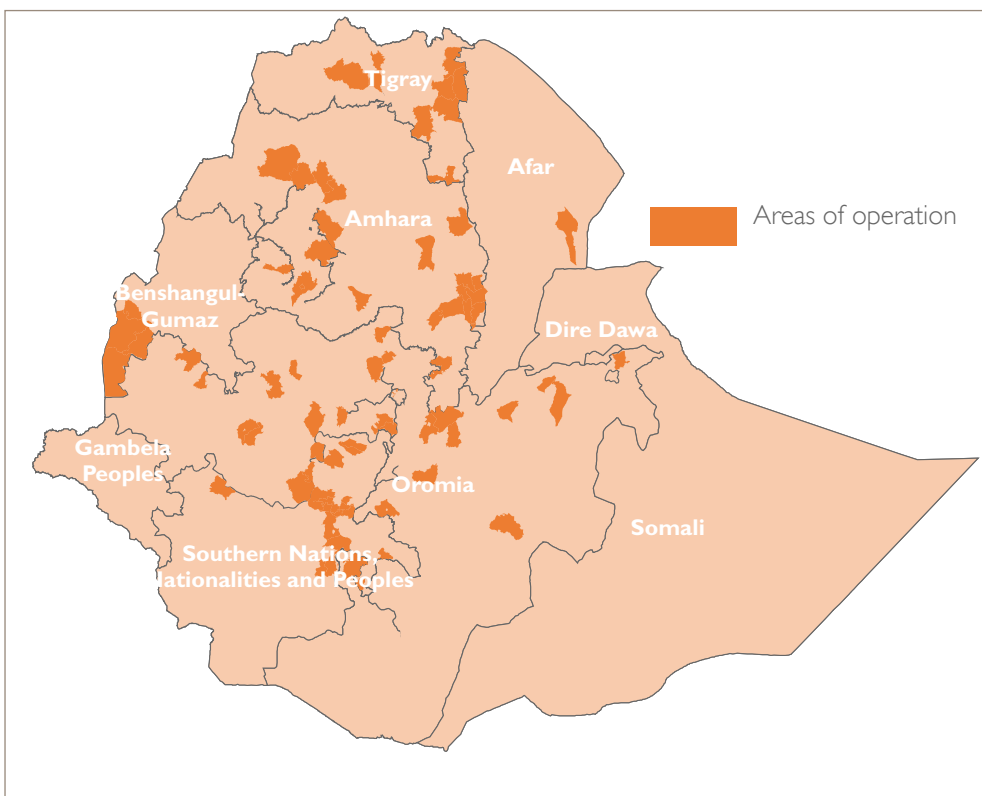 Tigray
Afar
Amhara
Areas of operation
Benshangul-
Gumaz
Dire Dawa
Gambela
Peoples
Oromia
Somali
Southern Nations,
Nationalities and Peoples